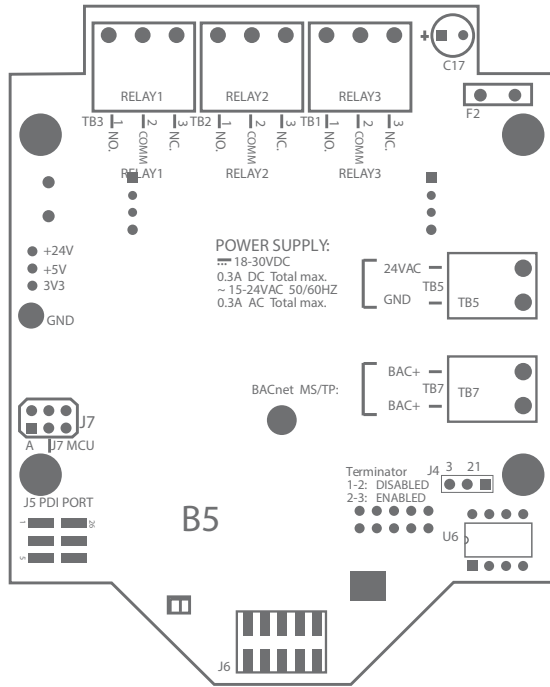 +
C17
RELAY1 RELAY2 RELAY3
F2
TB3 1 2 3 TB2 1 2 3 TB1 1 2 3
NO. COMM NC. NO. COMM NC. NO. COMM NC.
RELAY1 RELAY2 RELAY3
+24V
+5V
3V3
GND
POWER SUPPLY:
18-30VDC
0.3A DC Total max.
~ 15-24VAC 50/60HZ
0.3A AC Total max.
24VAC
GND
TB5 TB5
BACnet MS/TP:
BAC+
BAC+
TB7 TB7
J7
A J7 MCU
J5 PDI PORT
1 26
5
B5
Terminator
1-2: DISABLED
2-3: ENABLED
J4 3 21
U6
J6